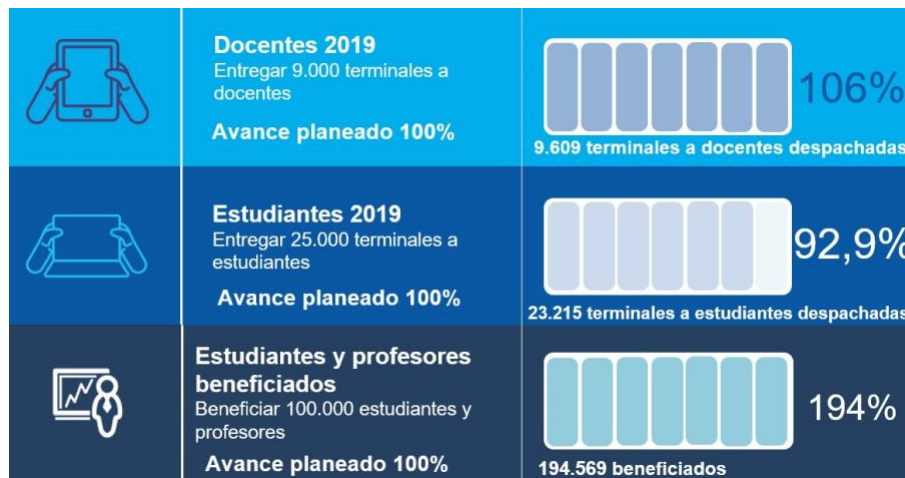 Docentes 2019
Entregar 9.000 terminales a
docentes
Avance planeado 100%
106%
9.609 terminales a docentes despachadas
Estudiantes 2019
Entregar 25.000 terminales a
estudiantes
Avance planeado 100%
92,9%
23.215 terminales a estudiantes despachadas
Estudiantes y profesores
beneficiados
Beneficiar 100.000 estudiantes y
profesores
Avance planeado 100%
194%
194.569 beneficiados